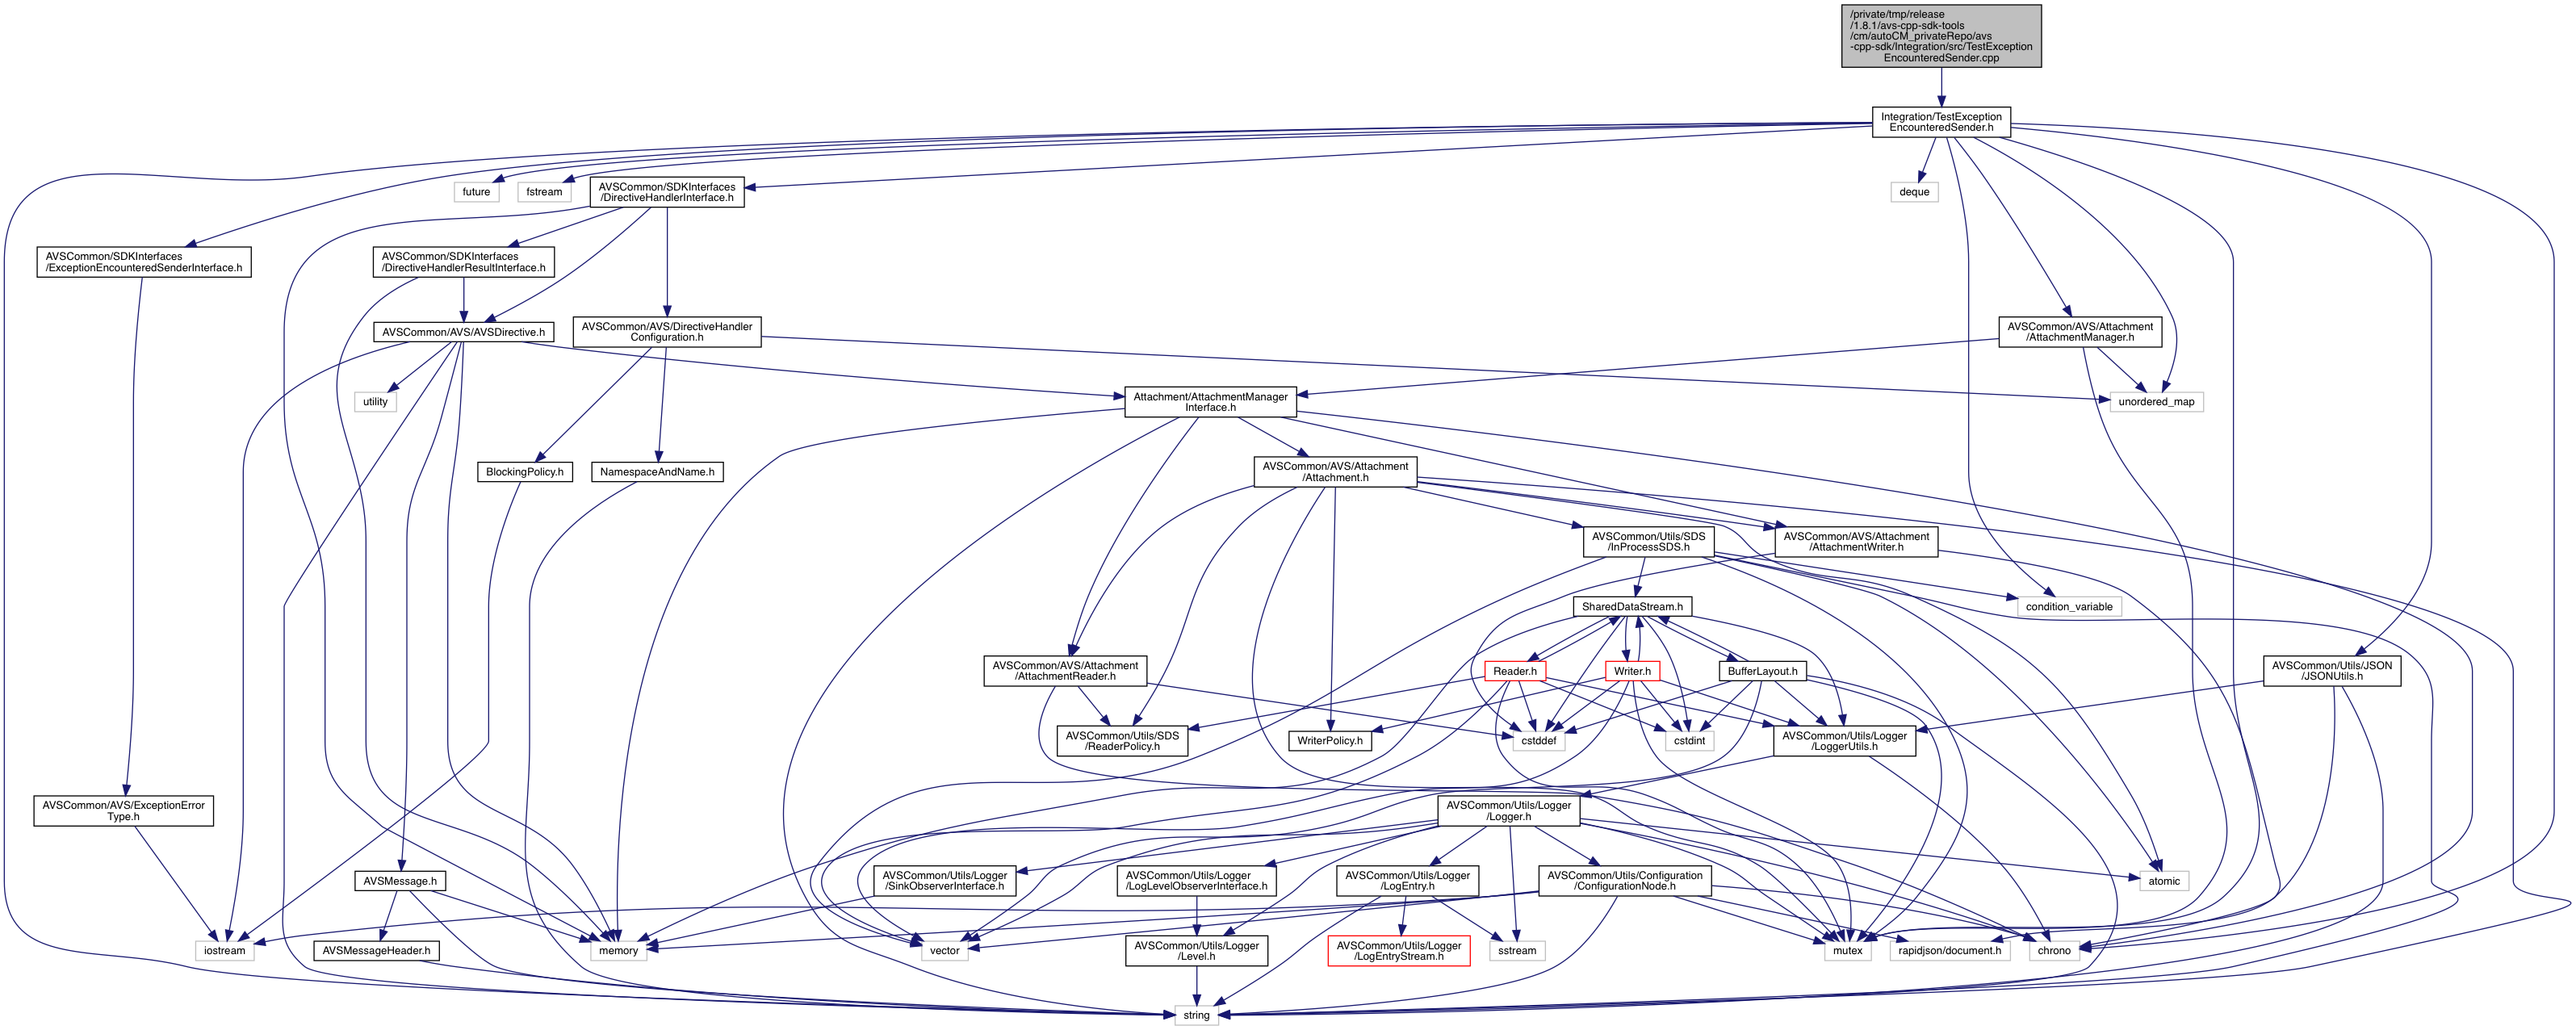 /private/tmp/release
/1.8.1/avs-cpp-sdk-tools
/cm/autoCM_privateRepo/avs
-cpp-sdk/Integration/src/TestException
EncounteredSender.cpp
Integration/TestException
EncounteredSender.h
future
fstream
AVSCommon/SDKInterfaces
/DirectiveHandlerInterface.h
deque
AVSCommon/SDKInterfaces
/ExceptionEncounteredSenderInterface.h
AVSCommon/SDKInterfaces
/DirectiveHandlerResultInterface.h
AVSCommon/AVS/AVSDirective.h
AVSCommon/AVS/DirectiveHandler
Configuration.h
AVSCommon/AVS/Attachment
/AttachmentManager.h
utility
Attachment/AttachmentManager
Interface.h
unordered_map
BlockingPolicy.h
NamespaceAndName.h
AVSCommon/AVS/Attachment
/Attachment.h
AVSCommon/Utils/SDS
/InProcessSDS.h
AVSCommon/AVS/Attachment
/AttachmentWriter.h
SharedDataStream.h
condition_variable
AVSCommon/AVS/Attachment
/AttachmentReader.h
Reader.h
Writer.h
BufferLayout.h
AVSCommon/Utils/JSON
/JSONUtils.h
AVSCommon/Utils/SDS
/ReaderPolicy.h
WriterPolicy.h
cstddef
cstdint
AVSCommon/Utils/Logger
/LoggerUtils.h
AVSCommon/AVS/ExceptionError
Type.h
AVSCommon/Utils/Logger
/Logger.h
AVSMessage.h
AVSCommon/Utils/Logger
/SinkObserverInterface.h
AVSCommon/Utils/Logger
/LogLevelObserverInterface.h
AVSCommon/Utils/Logger
/LogEntry.h
AVSCommon/Utils/Configuration
/ConfigurationNode.h
atomic
iostream
AVSMessageHeader.h
memory
vector
AVSCommon/Utils/Logger
/Level.h
AVSCommon/Utils/Logger
/LogEntryStream.h
sstream
mutex
rapidjson/document.h
chrono
string